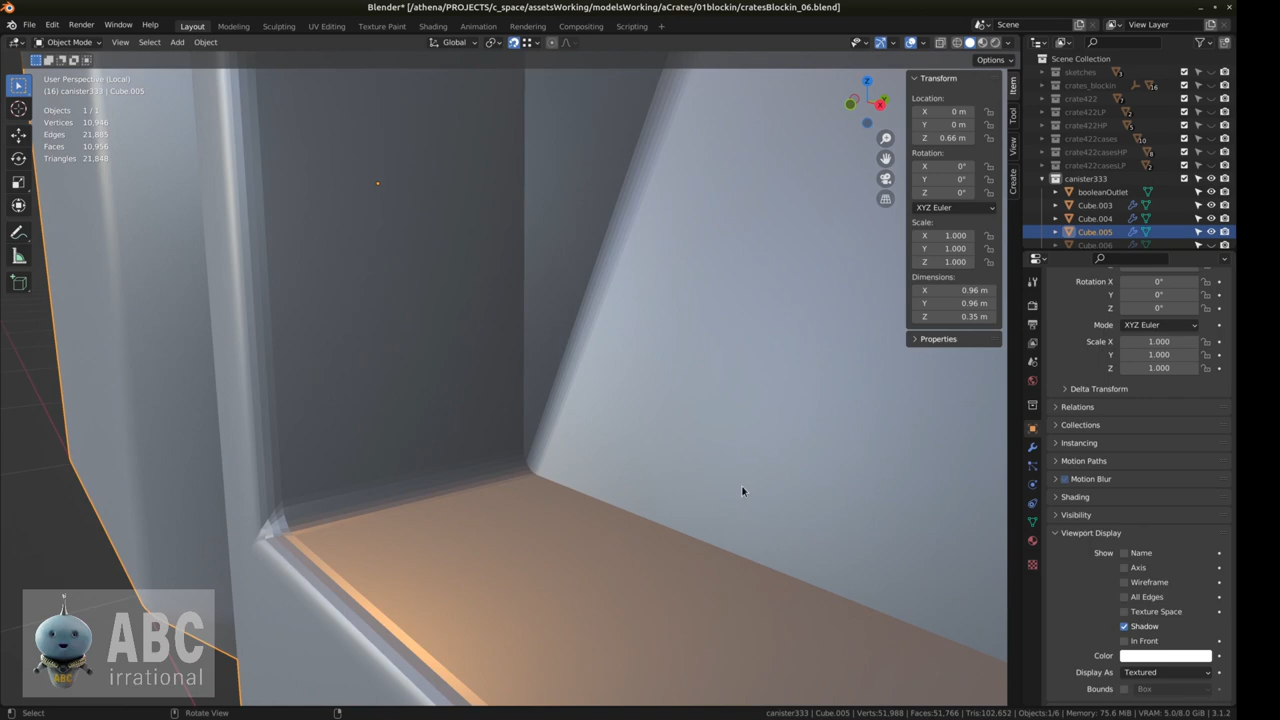 Blender* [/athena/PROJECTS/c_space/assetsWorking/modelsWorking/aCrates/01blockin/cratesBlockin_06.blend]
File Edit Render Window Help Layout Modeling Sculpting UV Editing Texture Paint Shading Animation Rendering Compositing Scripting + Scene View Layer
Object Mode View Select Add Object Global
Options
User Perspective (Local)
(16) canister333 | Cube.005
Objects 1 / 1
Vertices 10,946
Edges 21,885
Faces 10,956
Triangles 21,848
Transform
Location:
X 0 m
Y 0 m
Z 0.66 m
Rotation:
X 0°
Y 0°
Z 0°
XYZ Euler
Scale:
X 1.000
Y 1.000
Z 1.000
Dimensions:
X 0.96 m
Y 0.96 m
Z 0.35 m
Properties
Item
Tool
View
Create
Scene Collection
sketches 3
crates_blockin 16
crate422 7
crate422LP 2
crate422HP 5
crate422cases 10
crate422casesHP 8
crate422casesLP 2
canister333
booleanOutlet
Cube.003
Cube.004
Cube.005
Cube.006
Rotation X 0°
Y 0°
Z 0°
Mode XYZ Euler
Scale X 1.000
Y 1.000
Z 1.000
Delta Transform
Relations
Collections
Instancing
Motion Paths
Motion Blur
Shading
Visibility
Viewport Display
Show Name
Axis
Wireframe
All Edges
Texture Space
Shadow
In Front
Color
Display As Textured
Bounds Box
ABC
ABC
irrational
Select Rotate View canister333 | Cube.005 | Verts:51,988 | Faces:51,766 | Tris:102,652 | Objects:1/6 | Memory: 75.6 MiB | VRAM: 5.0/8.0 GiB | 3.1.2